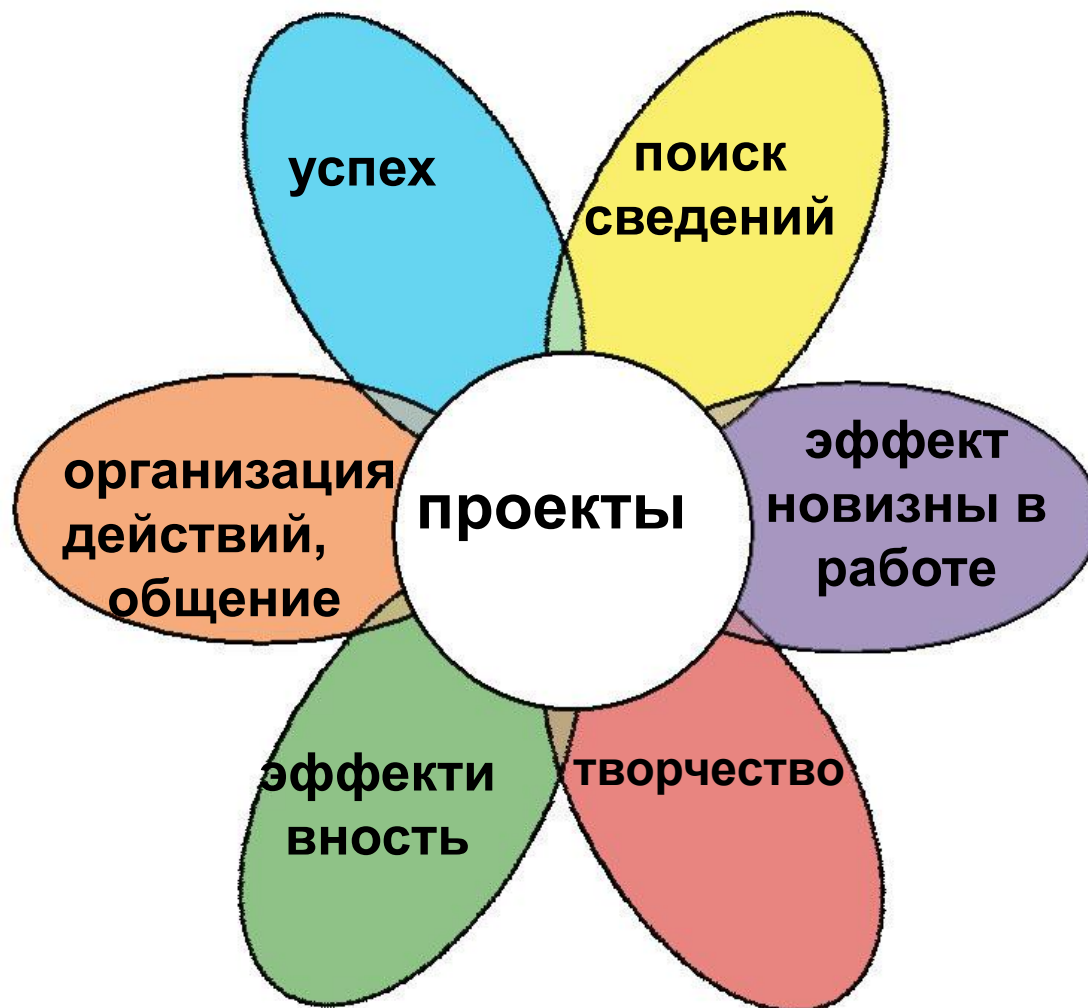 успех
поиск
сведений
эффект
новизны в
работе
организация
действий,
общение
проекты
эффекти
вность
творчество